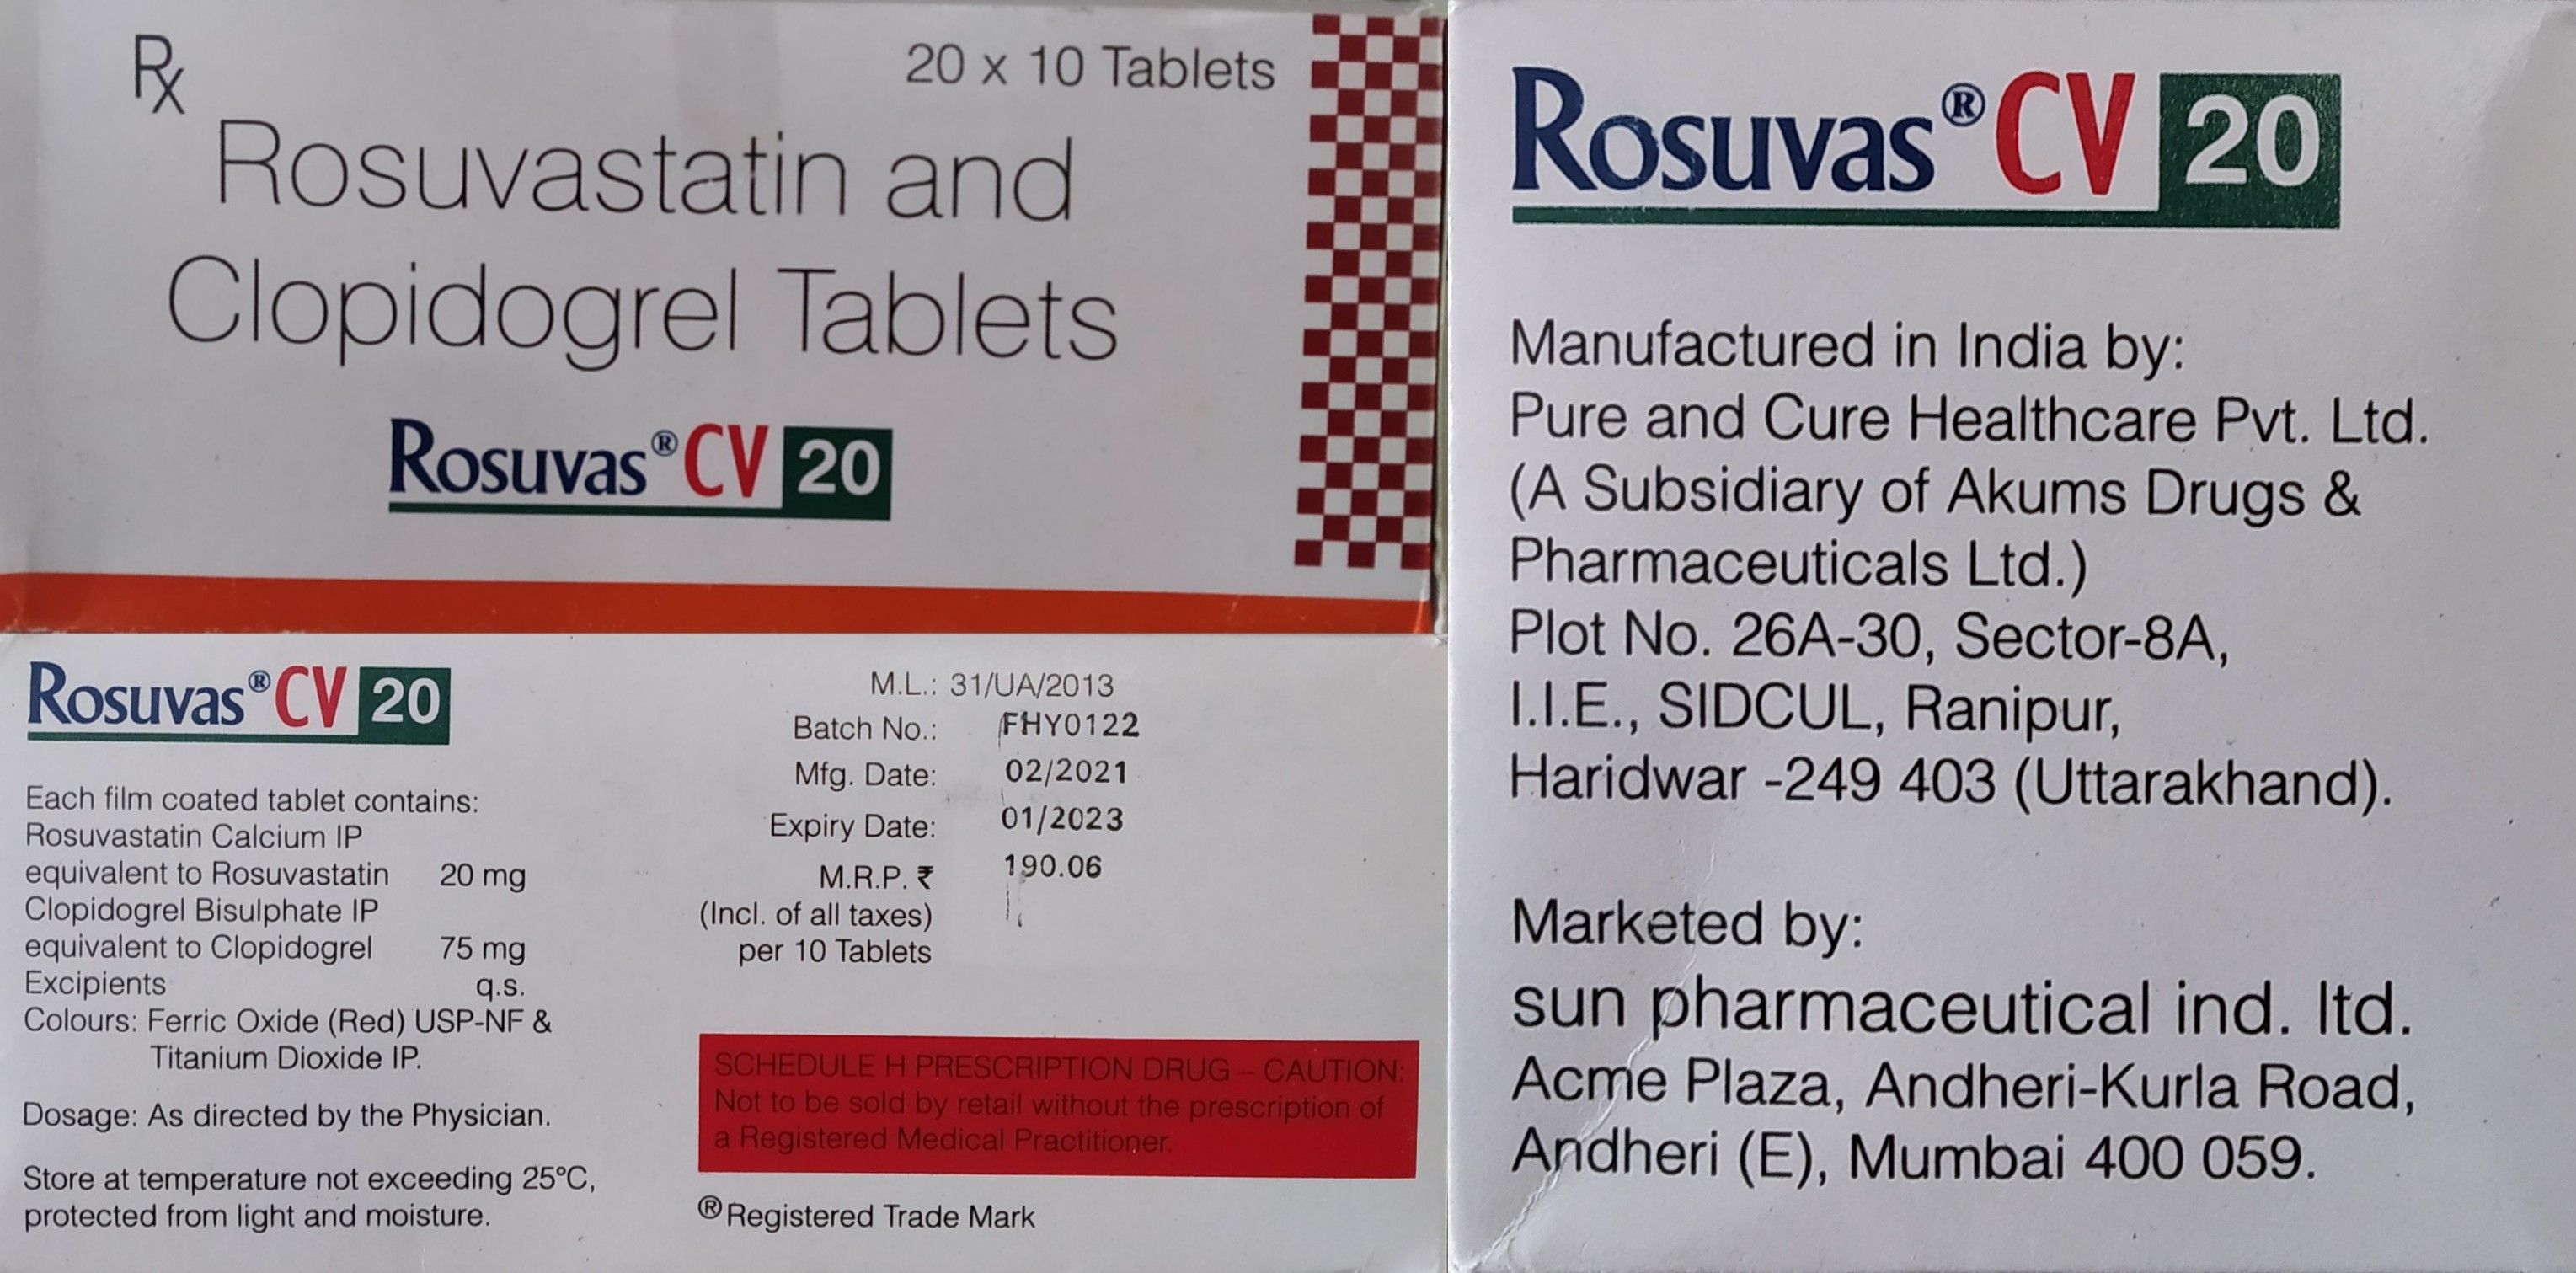 Rx
20 x 10 Tablets
Rosuvastatin and
Clopidogrel Tablets
Rosuvas® CV 20
Rosuvas® CV 20
Each film coated tablet contains:
Rosuvastatin Calcium IP
equivalent to Rosuvastatin 20 mg
Clopidogrel Bisulphate IP
equivalent to Clopidogrel 75 mg
Excipients q.s.
Colours: Ferric Oxide (Red) USP-NF &
Titanium Dioxide IP.
Dosage: As directed by the Physician.
Store at temperature not exceeding 25°C,
protected from light and moisture.
M.L.: 31/UA/2013
Batch No.: FHY0122
Mfg. Date: 02/2021
Expiry Date: 01/2023
M.R.P. ₹ 190.06
(Incl. of all taxes)
per 10 Tablets
SCHEDULE H PRESCRIPTION DRUG – CAUTION:
Not to be sold by retail without the prescription of
a Registered Medical Practitioner.
® Registered Trade Mark
Rosuvas® CV 20
Manufactured in India by:
Pure and Cure Healthcare Pvt. Ltd.
(A Subsidiary of Akums Drugs &
Pharmaceuticals Ltd.)
Plot No. 26A-30, Sector-8A,
I.I.E., SIDCUL, Ranipur,
Haridwar -249 403 (Uttarakhand).
Marketed by:
sun pharmaceutical ind. ltd.
Acme Plaza, Andheri-Kurla Road,
Andheri (E), Mumbai 400 059.